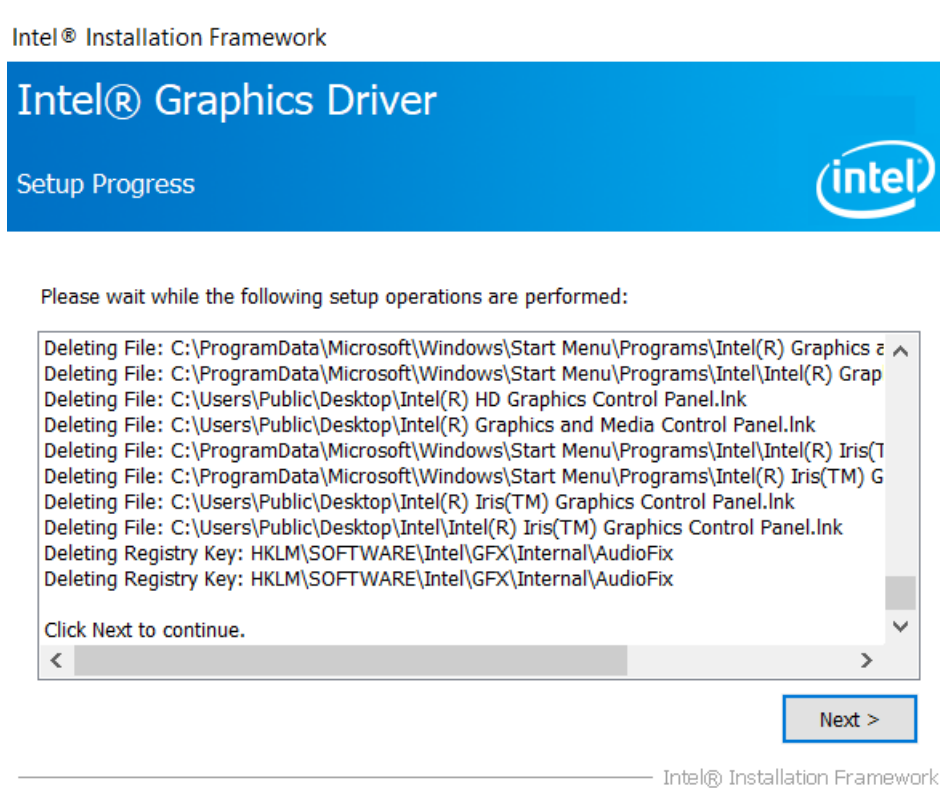 Intel® Installation Framework
Intel® Graphics Driver
Setup Progress
intel
Please wait while the following setup operations are performed:
Deleting File: C:\ProgramData\Microsoft\Windows\Start Menu\Programs\Intel(R) Graphics a
Deleting File: C:\ProgramData\Microsoft\Windows\Start Menu\Programs\Intel\Intel(R) Grap
Deleting File: C:\Users\Public\Desktop\Intel(R) HD Graphics Control Panel.lnk
Deleting File: C:\Users\Public\Desktop\Intel(R) Graphics and Media Control Panel.lnk
Deleting File: C:\ProgramData\Microsoft\Windows\Start Menu\Programs\Intel\Intel(R) Iris(T
Deleting File: C:\ProgramData\Microsoft\Windows\Start Menu\Programs\Intel(R) Iris(TM) G
Deleting File: C:\Users\Public\Desktop\Intel(R) Iris(TM) Graphics Control Panel.lnk
Deleting File: C:\Users\Public\Desktop\Intel\Intel(R) Iris(TM) Graphics Control Panel.lnk
Deleting Registry Key: HKLM\SOFTWARE\Intel\GFX\Internal\AudioFix
Deleting Registry Key: HKLM\SOFTWARE\Intel\GFX\Internal\AudioFix
Click Next to continue.
Next >
Intel® Installation Framework